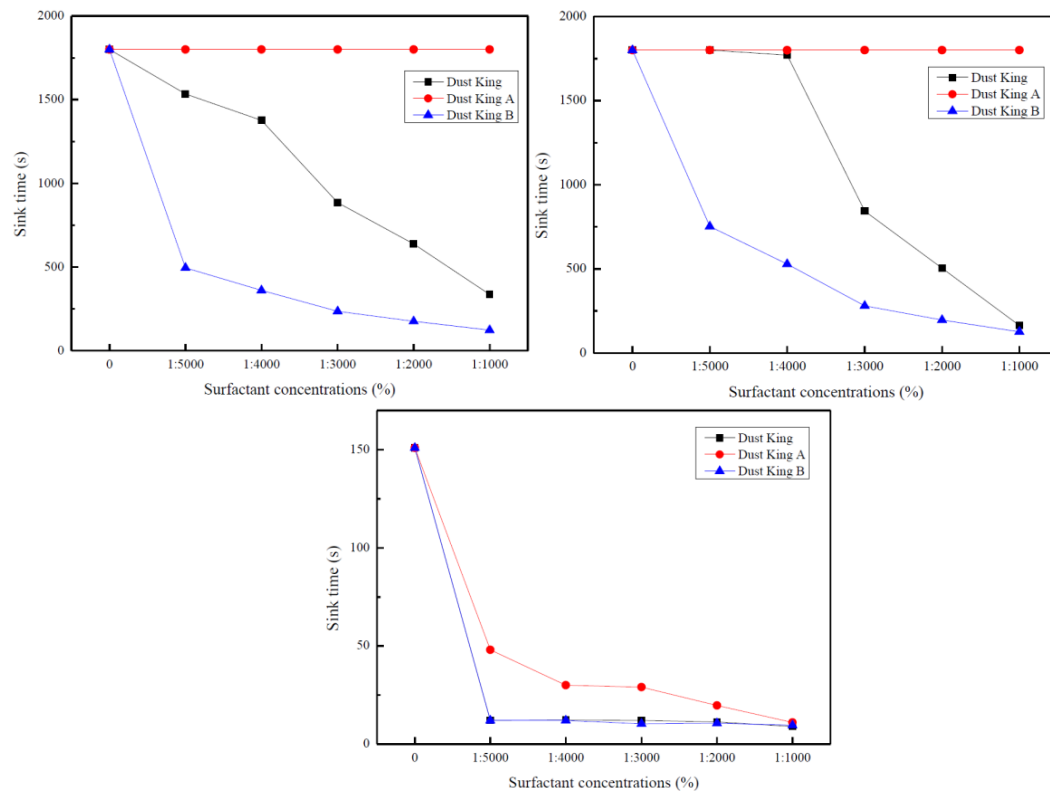 2000
1500
1000
500
0
Sink time (s)
Dust King
Dust King A
Dust King B
0 1:5000 1:4000 1:3000 1:2000 1:1000
Surfactant concentrations (%)
2000
1500
1000
500
0
Sink time (s)
Dust King
Dust King A
Dust King B
0 1:5000 1:4000 1:3000 1:2000 1:1000
Surfactant concentrations (%)
150
100
50
0
Sink time (s)
Dust King
Dust King A
Dust King B
0 1:5000 1:4000 1:3000 1:2000 1:1000
Surfactant concentrations (%)